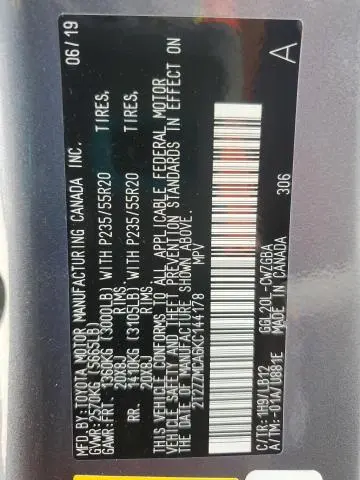 MFD.BY:TOYOTA MOTOR MANUFACTURING CANADA INC. 06/19
GVWR:2570KG (5665LB)
GAWR:FRT. 1360KG (3000LB) WITH P235/55R20 TIRES,
20X8J RIMS,
RR. 1410KG (3105LB) WITH P235/55R20 TIRES,
20X8J RIMS.
THIS VEHICLE CONFORMS TO ALL APPLICABLE FEDERAL MOTOR
VEHICLE SAFETY AND THEFT PREVENTION STANDARDS IN EFFECT ON
THE DATE OF MANUFACTURE SHOWN ABOVE.
2T2ZZMCA6KC144178 MPV
A
C/TR: 1H9/LB12 GGL20L-CWZGBA
A/TM:-01A/U881E MADE IN CANADA 306